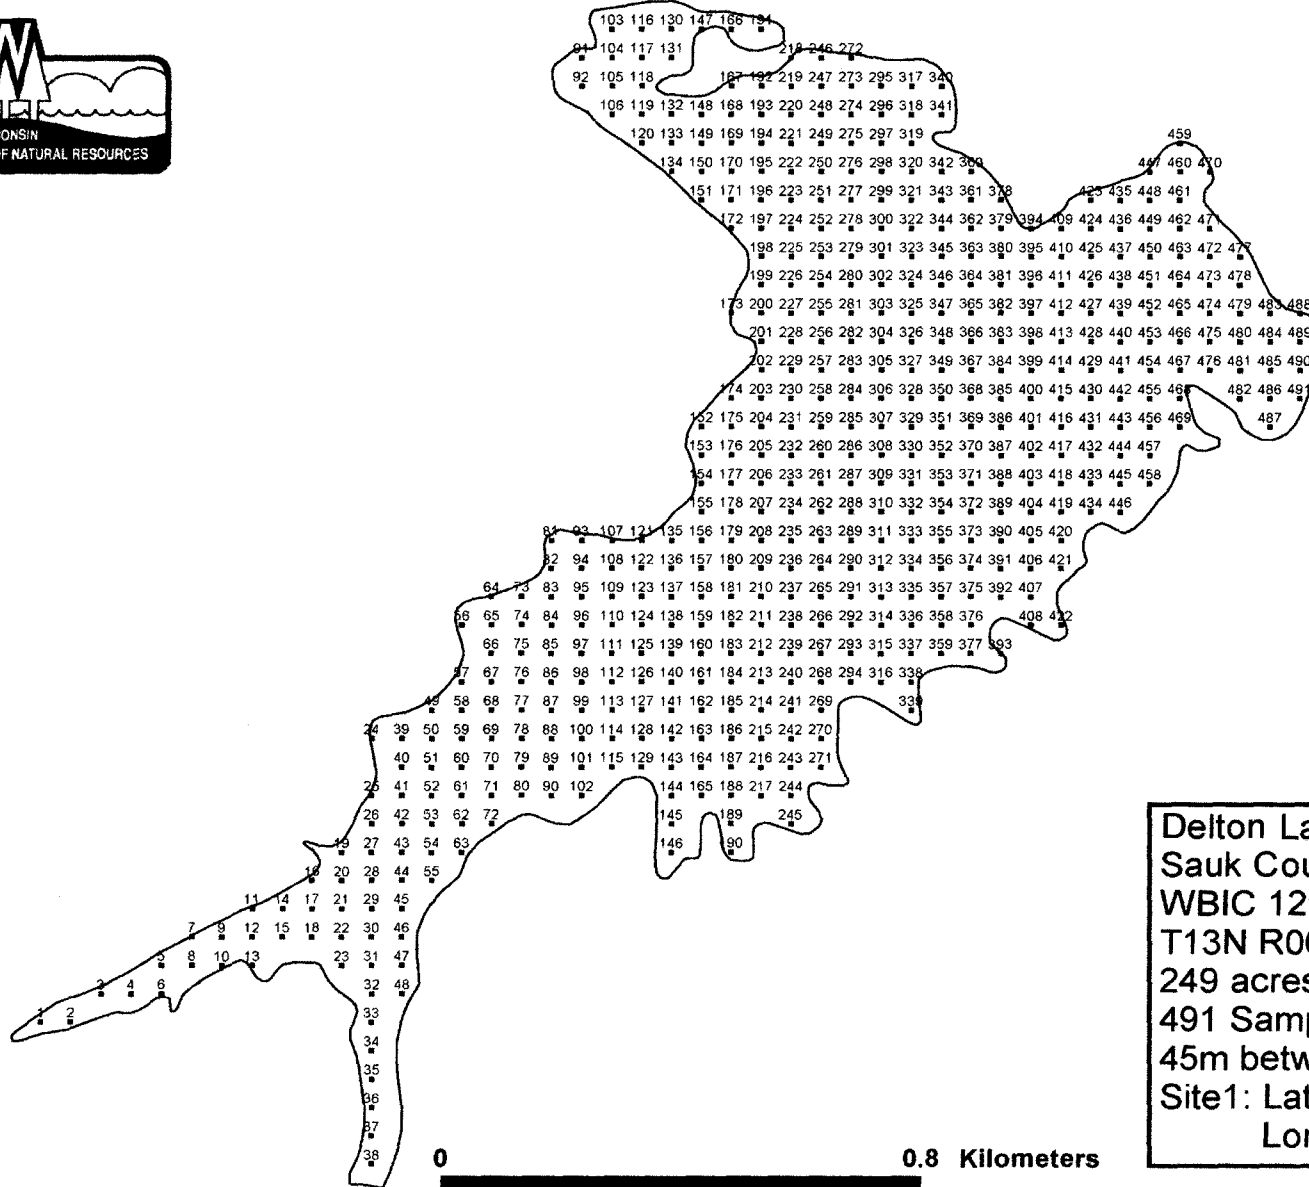 103 116 130 147 166 191
91 104 117 131 218 246 272
92 105 118 167 192 219 247 273 295 317 340
106 119 132 148 168 193 220 248 274 296 318 341
ONSIN
120 133 149 169 194 221 249 275 297 319 459
OF NATURAL RESOURCES
134 150 170 195 222 250 276 298 320 342 360 447 460 470
151 171 196 223 251 277 299 321 343 361 378 423 435 448 461
172 197 224 252 278 300 322 344 362 379 394 409 424 436 449 462 471
198 225 253 279 301 323 345 363 380 395 410 425 437 450 463 472 477
199 226 254 280 302 324 346 364 381 396 411 426 438 451 464 473 478
173 200 227 255 281 303 325 347 365 382 397 412 427 439 452 465 474 479 483 488
201 228 256 282 304 326 348 366 383 398 413 428 440 453 466 475 480 484 489
202 229 257 283 305 327 349 367 384 399 414 429 441 454 467 476 481 485 490
174 203 230 258 284 306 328 350 368 385 400 415 430 442 455 468 482 486 491
152 175 204 231 259 285 307 329 351 369 386 401 416 431 443 456 469 487
153 176 205 232 260 286 308 330 352 370 387 402 417 432 444 457
154 177 206 233 261 287 309 331 353 371 388 403 418 433 445 458
155 178 207 234 262 288 310 332 354 372 389 404 419 434 446
81 93 107 121 135 156 179 208 235 263 289 311 333 355 373 390 405 420
82 94 108 122 136 157 180 209 236 264 290 312 334 356 374 391 406 421
64 73 83 95 109 123 137 158 181 210 237 265 291 313 335 357 375 392 407
56 65 74 84 96 110 124 138 159 182 211 238 266 292 314 336 358 376 408 422
66 75 85 97 111 125 139 160 183 212 239 267 293 315 337 359 377 393
57 67 76 86 98 112 126 140 161 184 213 240 268 294 316 338
49 58 68 77 87 99 113 127 141 162 185 214 241 269 339
24 39 50 59 69 78 88 100 114 128 142 163 186 215 242 270
40 51 60 70 79 89 101 115 129 143 164 187 216 243 271
25 41 52 61 71 80 90 102 144 165 188 217 244
26 42 53 62 72 145 189 245
19 27 43 54 63 146 90
16 20 28 44 55
11 14 17 21 29 45
7 9 12 15 18 22 30 46
5 8 10 13 23 31 47
3 4 6 32 48
1 2 33
34
35
36
37
38
Delton La
Sauk Cou
WBIC 12
T13N R0
249 acres
491 Samp
45m betw
Site1: Lat
Lon
0 0.8 Kilometers